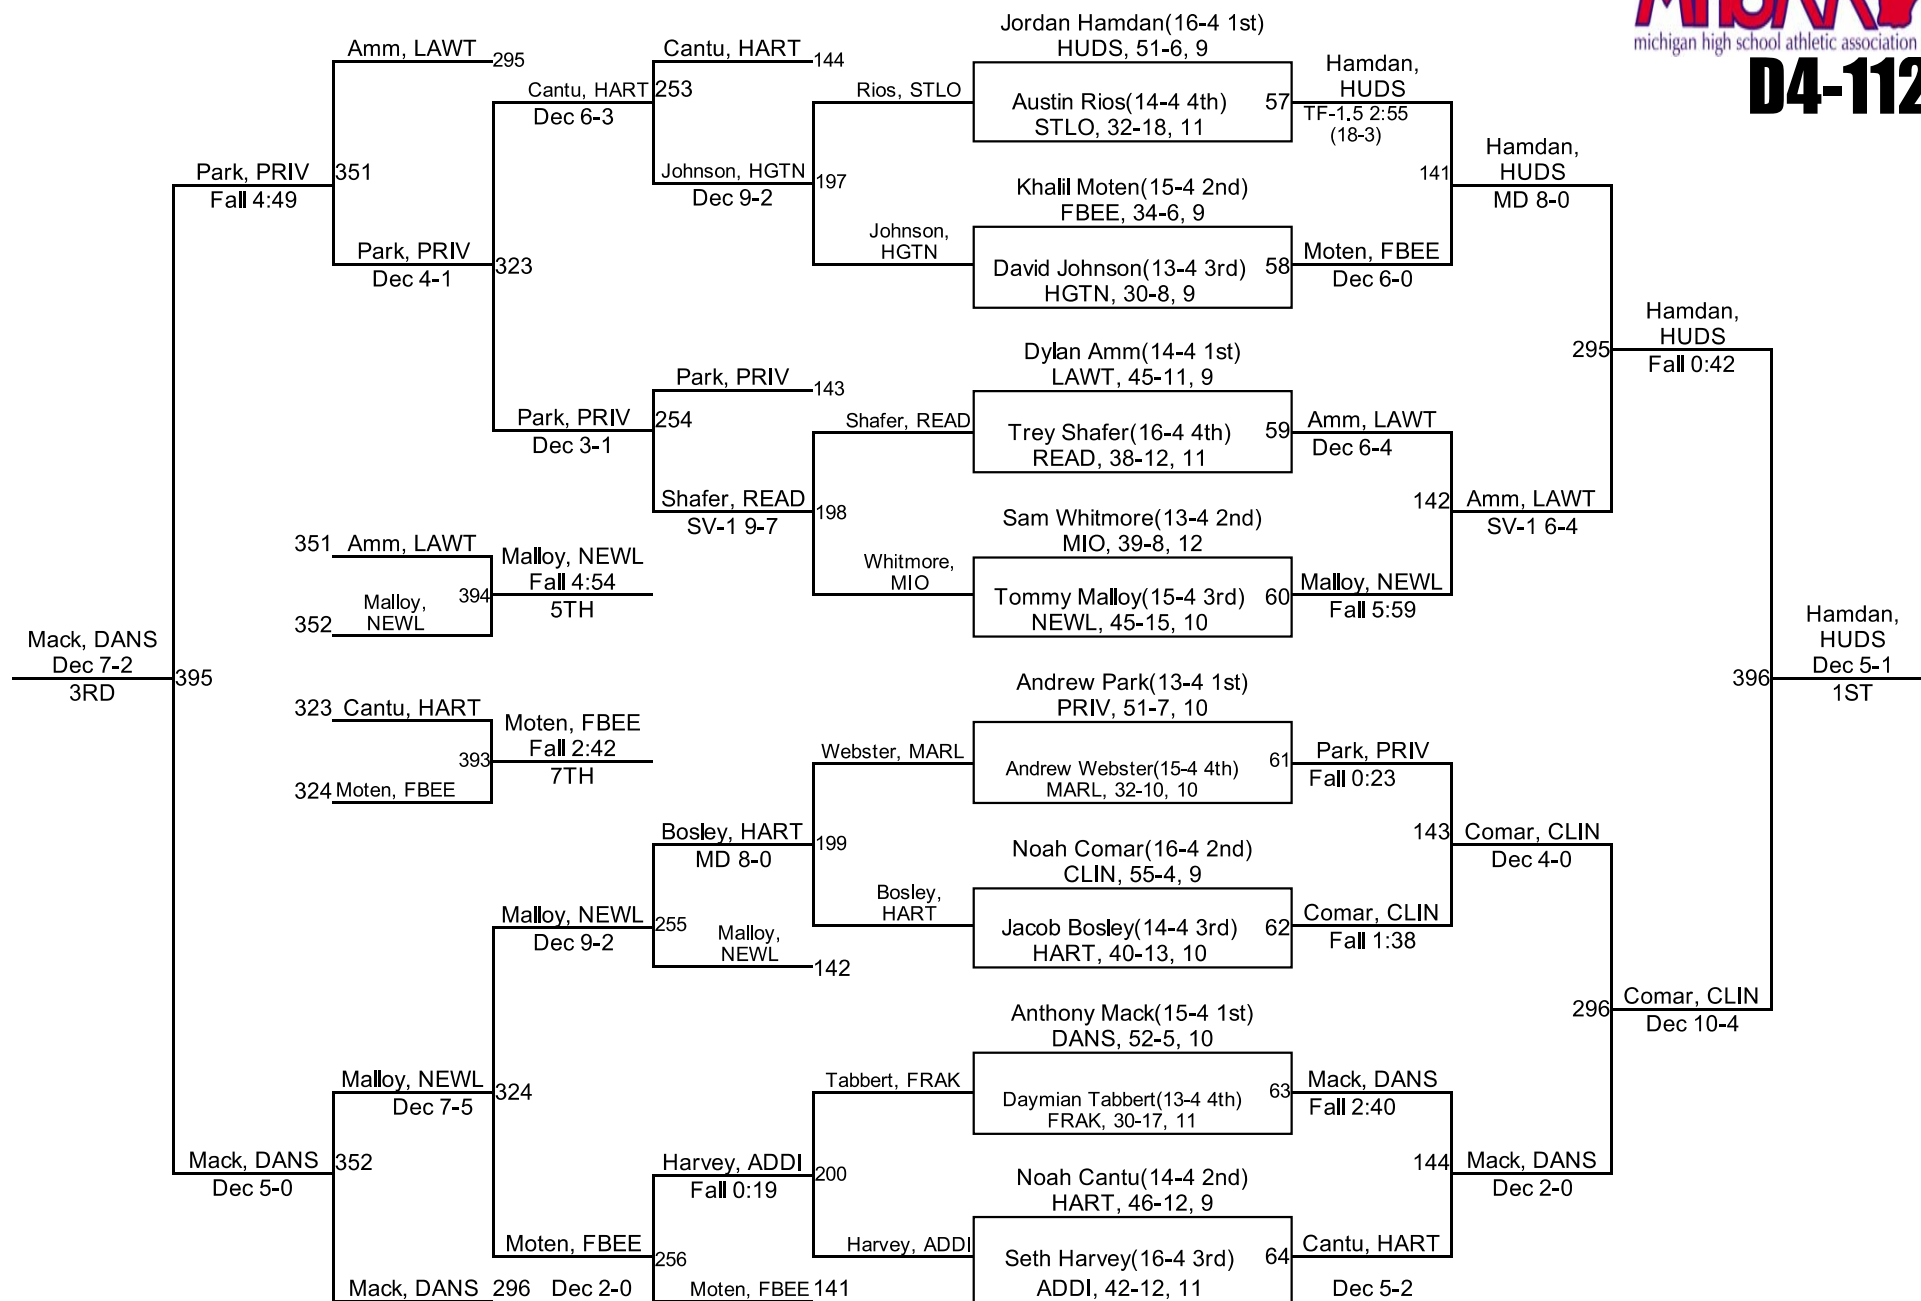 MHSAA
michigan high school athletic association
D4-112
Jordan Hamdan(16-4 1st)
HUDS, 51-6, 9
Austin Rios(14-4 4th)
STLO, 32-18, 11
57
Khalil Moten(15-4 2nd)
FBEE, 34-6, 9
David Johnson(13-4 3rd)
HGTN, 30-8, 9
58
Dylan Amm(14-4 1st)
LAWT, 45-11, 9
Trey Shafer(16-4 4th)
READ, 38-12, 11
59
Sam Whitmore(13-4 2nd)
MIO, 39-8, 12
Tommy Malloy(15-4 3rd)
NEWL, 45-15, 10
60
Andrew Park(13-4 1st)
PRIV, 51-7, 10
Andrew Webster(15-4 4th)
MARL, 32-10, 10
61
Noah Comar(16-4 2nd)
CLIN, 55-4, 9
Jacob Bosley(14-4 3rd)
HART, 40-13, 10
62
Anthony Mack(15-4 1st)
DANS, 52-5, 10
Daymian Tabbert(13-4 4th)
FRAK, 30-17, 11
63
Noah Cantu(14-4 2nd)
HART, 46-12, 9
Seth Harvey(16-4 3rd)
ADDI, 42-12, 11
64
Hamdan,
HUDS
TF-1.5 2:55
(18-3)
Moten, FBEE
Dec 6-0
Amm, LAWT
Dec 6-4
Malloy, NEWL
Fall 5:59
Park, PRIV
Fall 0:23
Comar, CLIN
Fall 1:38
Mack, DANS
Fall 2:40
Cantu, HART
Dec 5-2
141
Hamdan,
HUDS
MD 8-0
142
Amm, LAWT
SV-1 6-4
143
Comar, CLIN
Dec 4-0
144
Mack, DANS
Dec 2-0
295
Hamdan,
HUDS
Fall 0:42
296
Comar, CLIN
Dec 10-4
396
Hamdan,
HUDS
Dec 5-1
1ST
Rios, STLO
Johnson,
HGTN
197
Shafer, READ
Whitmore,
MIO
198
Webster, MARL
Bosley,
HART
199
Tabbert, FRAK
Harvey, ADDI
200
Cantu, HART
144
Johnson, HGTN
Dec 9-2
253
Park, PRIV
143
Shafer, READ
SV-1 9-7
254
Bosley, HART
MD 8-0
Malloy,
NEWL
142
255
Harvey, ADDI
Fall 0:19
Moten, FBEE
141
256
Cantu, HART
Dec 6-3
Park, PRIV
Dec 3-1
323
Malloy, NEWL
Dec 9-2
Moten, FBEE
Dec 2-0
324
Amm, LAWT
295
Park, PRIV
Dec 4-1
351
Malloy, NEWL
Dec 7-5
Mack, DANS
296
352
Park, PRIV
Fall 4:49
Mack, DANS
Dec 5-0
395
Mack, DANS
Dec 7-2
3RD
351
Amm, LAWT
352
Malloy,
NEWL
394
Malloy, NEWL
Fall 4:54
5TH
323
Cantu, HART
324
Moten, FBEE
393
Moten, FBEE
Fall 2:42
7TH